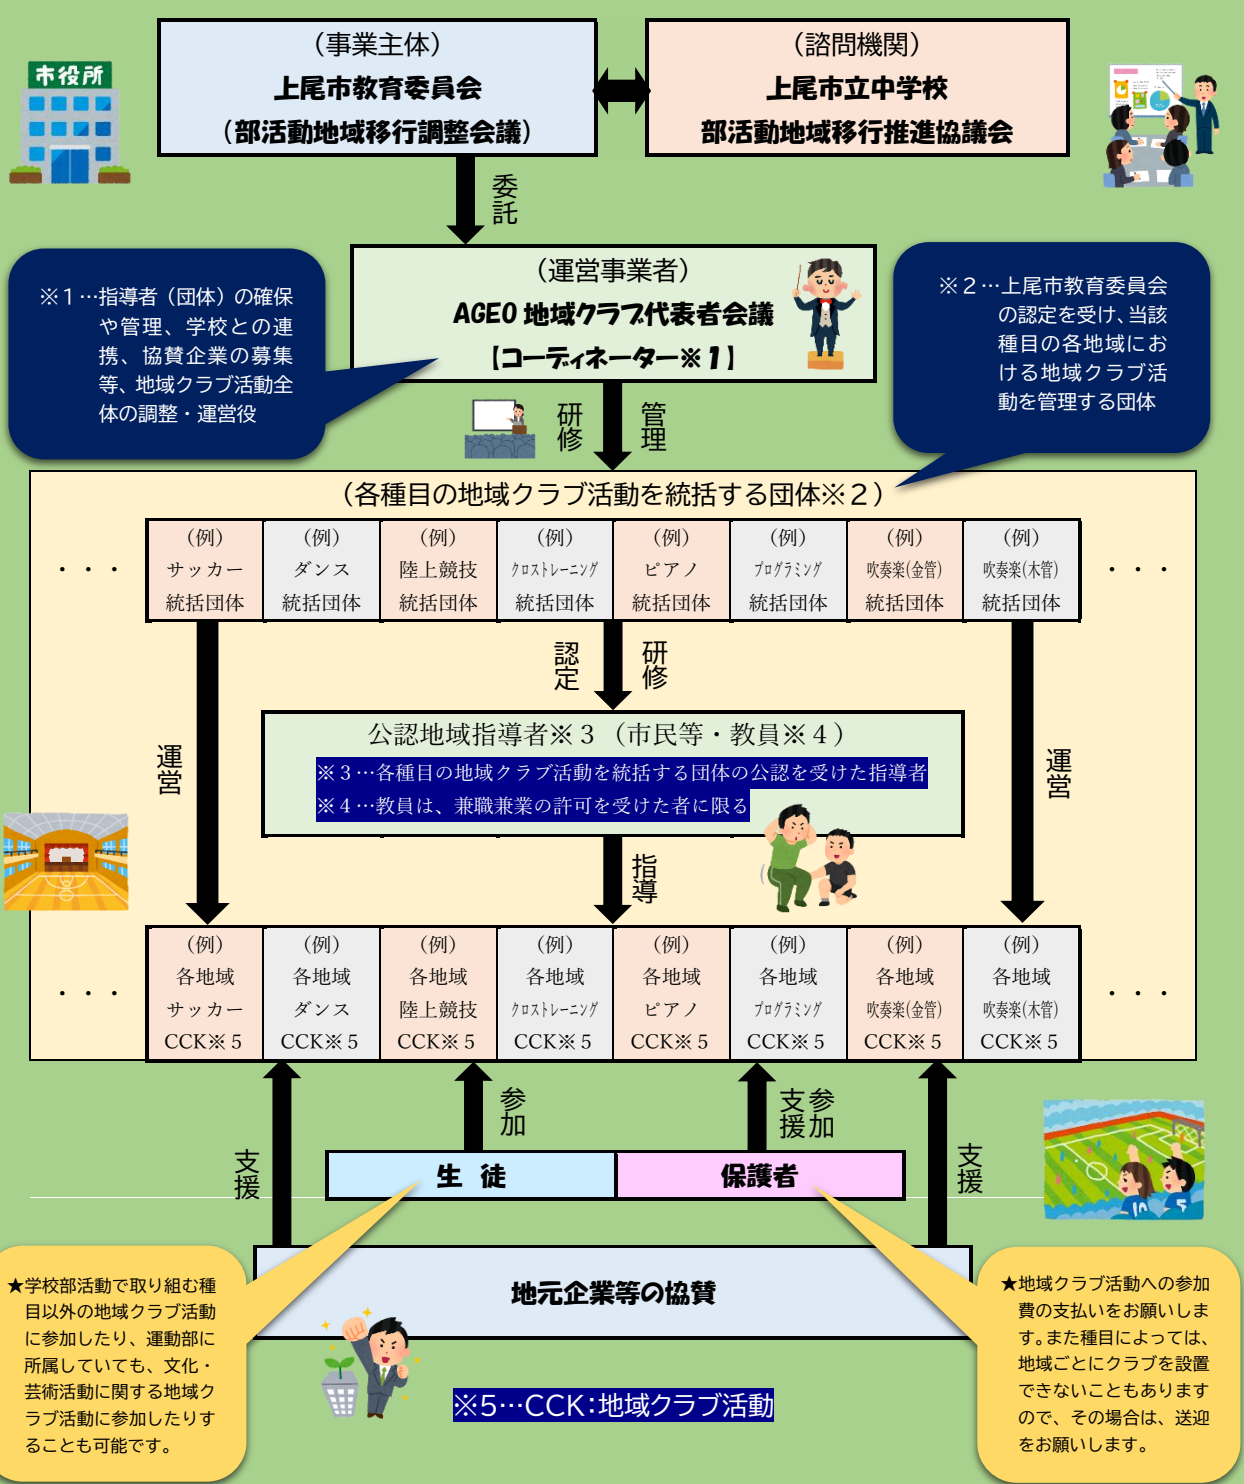 市役所
（事業主体）
上尾市教育委員会
（部活動地域移行調整会議）
（諮問機関）
上尾市立中学校
部活動地域移行推進協議会
委託
（運営事業者）
AGEO 地域クラブ代表者会議
【コーディネーター※１】
※１…指導者（団体）の確保
や管理、学校との連
携、協賛企業の募集
等、地域クラブ活動全
体の調整・運営役
※２…上尾市教育委員会
の認定を受け、当該
種目の各地域にお
ける地域クラブ活
動を管理する団体
研修
管理
（各種目の地域クラブ活動を統括する団体※２）
・・・
（例）
サッカー
統括団体
（例）
ダンス
統括団体
（例）
陸上競技
統括団体
（例）
クロストレーニング
統括団体
（例）
ピアノ
統括団体
（例）
プログラミング
統括団体
（例）
吹奏楽(金管)
統括団体
（例）
吹奏楽(木管)
統括団体
・・・
認定
研修
運営
公認地域指導者※３（市民等・教員※４）
※３…各種目の地域クラブ活動を統括する団体の公認を受けた指導者
※４…教員は、兼職兼業の許可を受けた者に限る
運営
指導
・・・
（例）
各地域
サッカー
CCK※５
（例）
各地域
ダンス
CCK※５
（例）
各地域
陸上競技
CCK※５
（例）
各地域
クロストレーニング
CCK※５
（例）
各地域
ピアノ
CCK※５
（例）
各地域
プログラミング
CCK※５
（例）
各地域
吹奏楽(金管)
CCK※５
（例）
各地域
吹奏楽(木管)
CCK※５
・・・
支援
参加
参加
支援
支援
生 徒
保護者
10
5
地元企業等の協賛
★学校部活動で取り組む種
目以外の地域クラブ活動
に参加したり、運動部に
所属していても、文化・
芸術活動に関する地域ク
ラブ活動に参加したりす
ることも可能です。
★地域クラブ活動への参加
費の支払いをお願いしま
す。また種目によっては、
地域ごとにクラブを設置
できないこともあります
ので、その場合は、送迎
をお願いします。
※５…CCK：地域クラブ活動